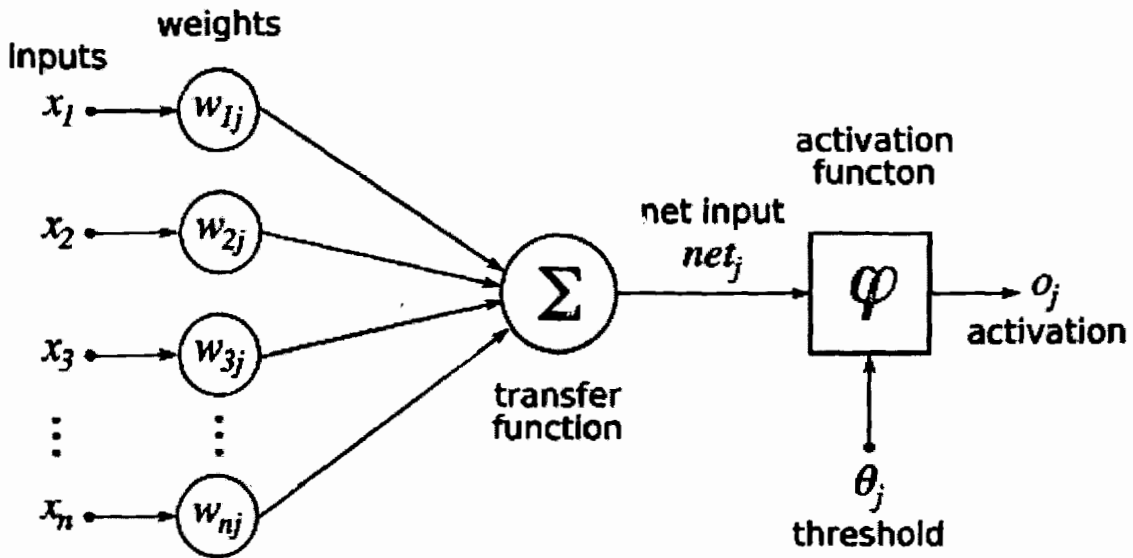 weights
inputs
x1
w1j
x2
w2j
x3
w3j
⋮
⋮
xn
wnj
Σ
transfer
function
net input
netj
activation
functon
φ
oj
activation
θj
threshold